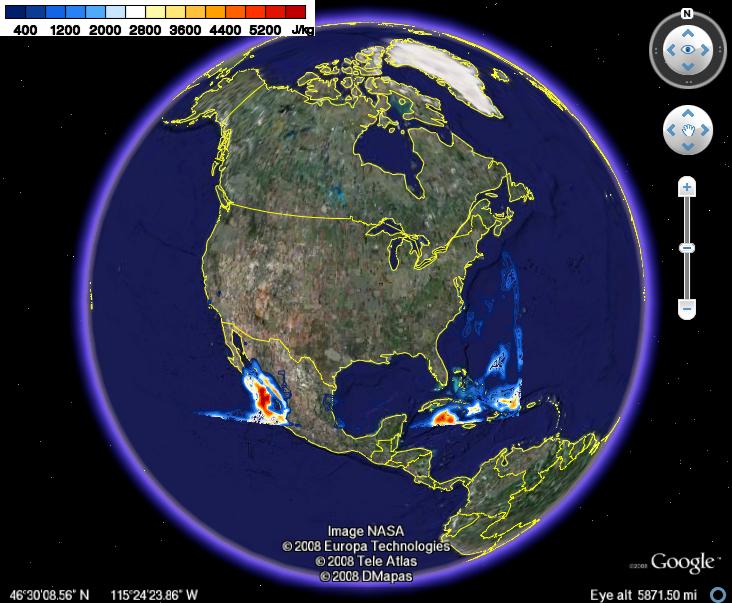 400 1200 2000 2800 3600 4400 5200 J/kg
N
Image NASA
© 2008 Europa Technologies
© 2008 Tele Atlas
© 2008 DMapas
©2008 Google™
46°30'08.56" N 115°24'23.86" W
Eye alt 5871.50 mi